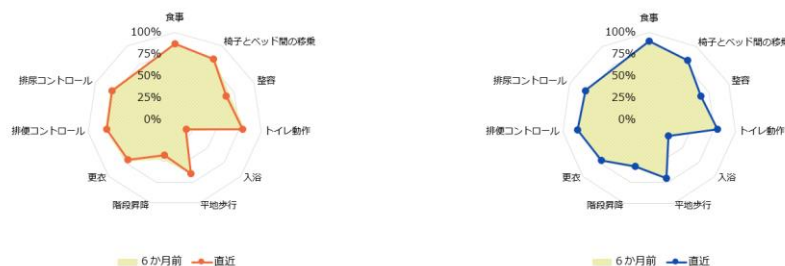 食事
100%
椅子とベッド間の移乗
75%
排尿コントロール
50%
整容
25%
0%
排便コントロール
トイレ動作
更衣
入浴
階段昇降
平地歩行
6か月前
直近
食事
100%
椅子とベッド間の移乗
75%
排尿コントロール
50%
整容
25%
0%
排便コントロール
トイレ動作
更衣
入浴
階段昇降
平地歩行
6か月前
直近